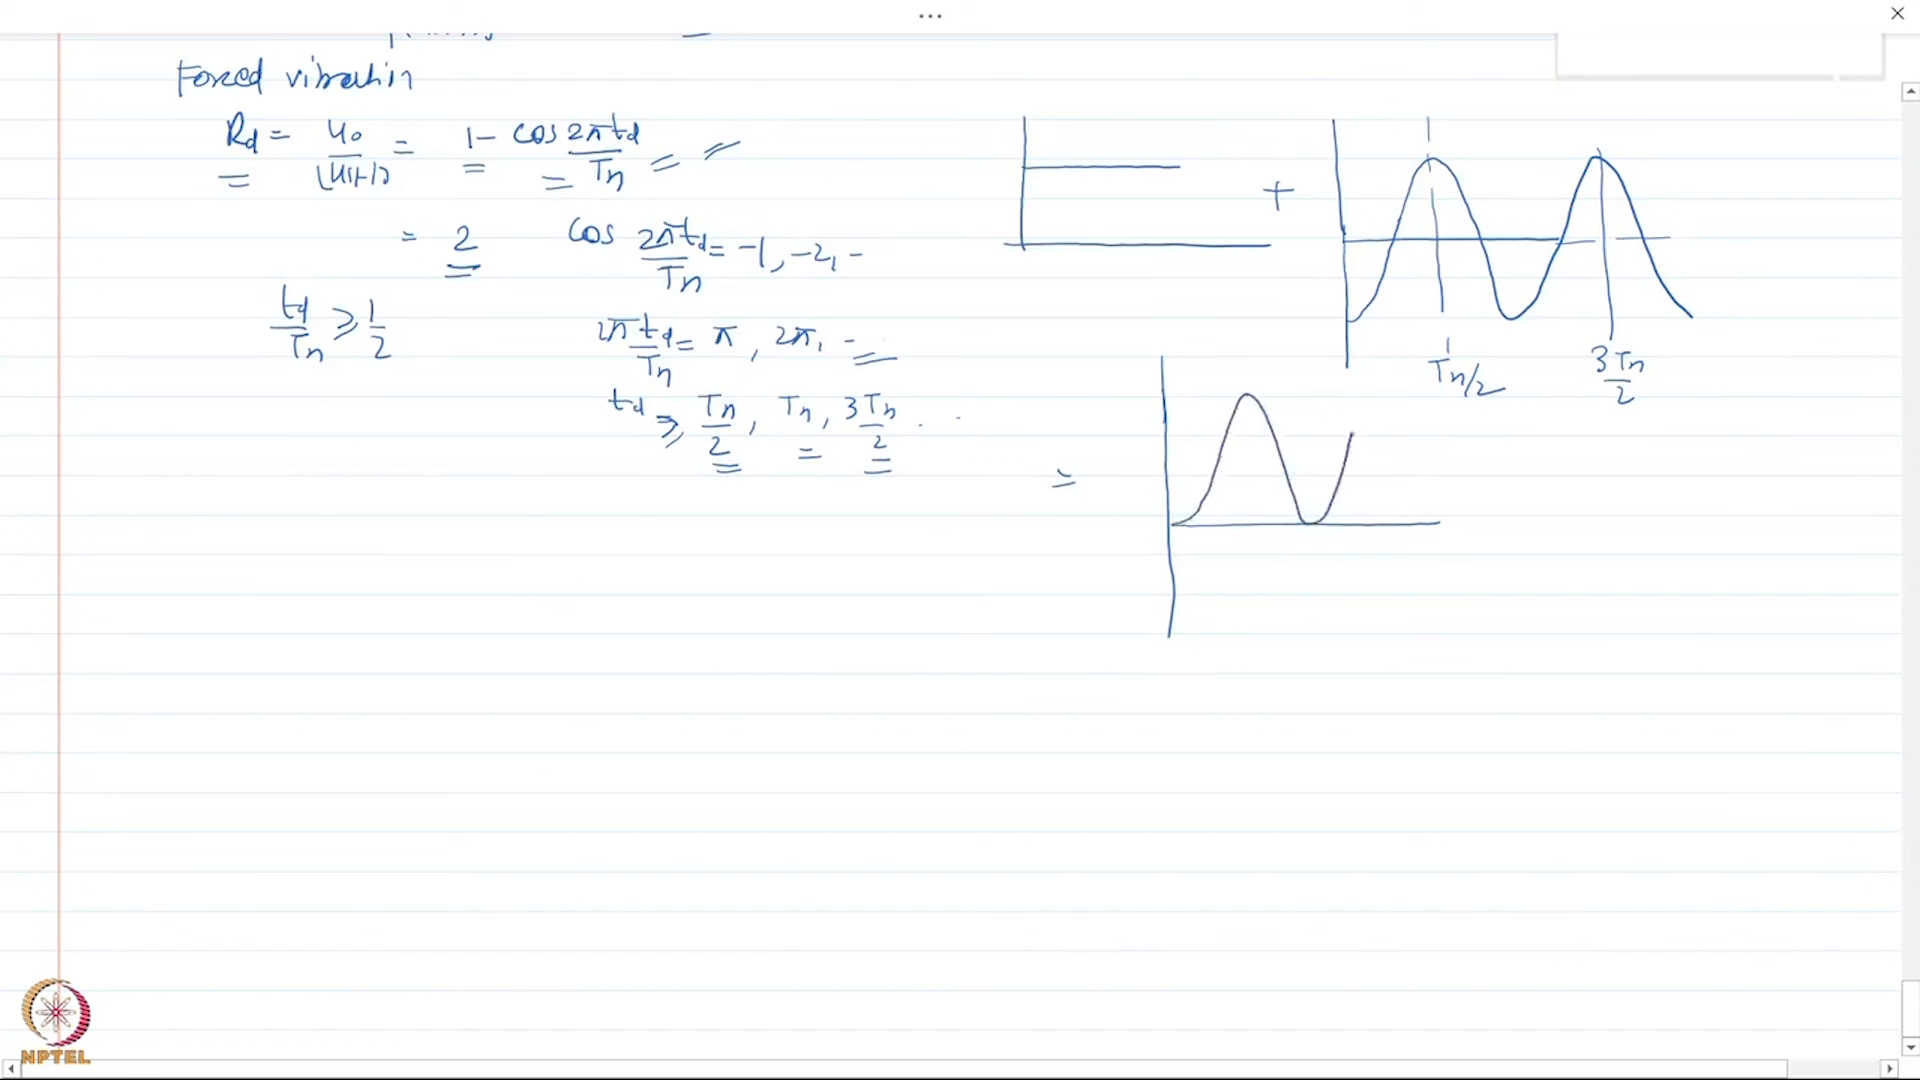 Forced vibration
Rd = u0 / (ust)0 = 1 - cos 2πtd / Tn
= 2 cos 2πtd / Tn = -1, -2, -
td / Tn ≥ 1/2
2πtd / Tn = π, 2π, -
td ≥ Tn/2, Tn, 3Tn/2 . .
+
Tn/2
3Tn/2
=
NPTEL